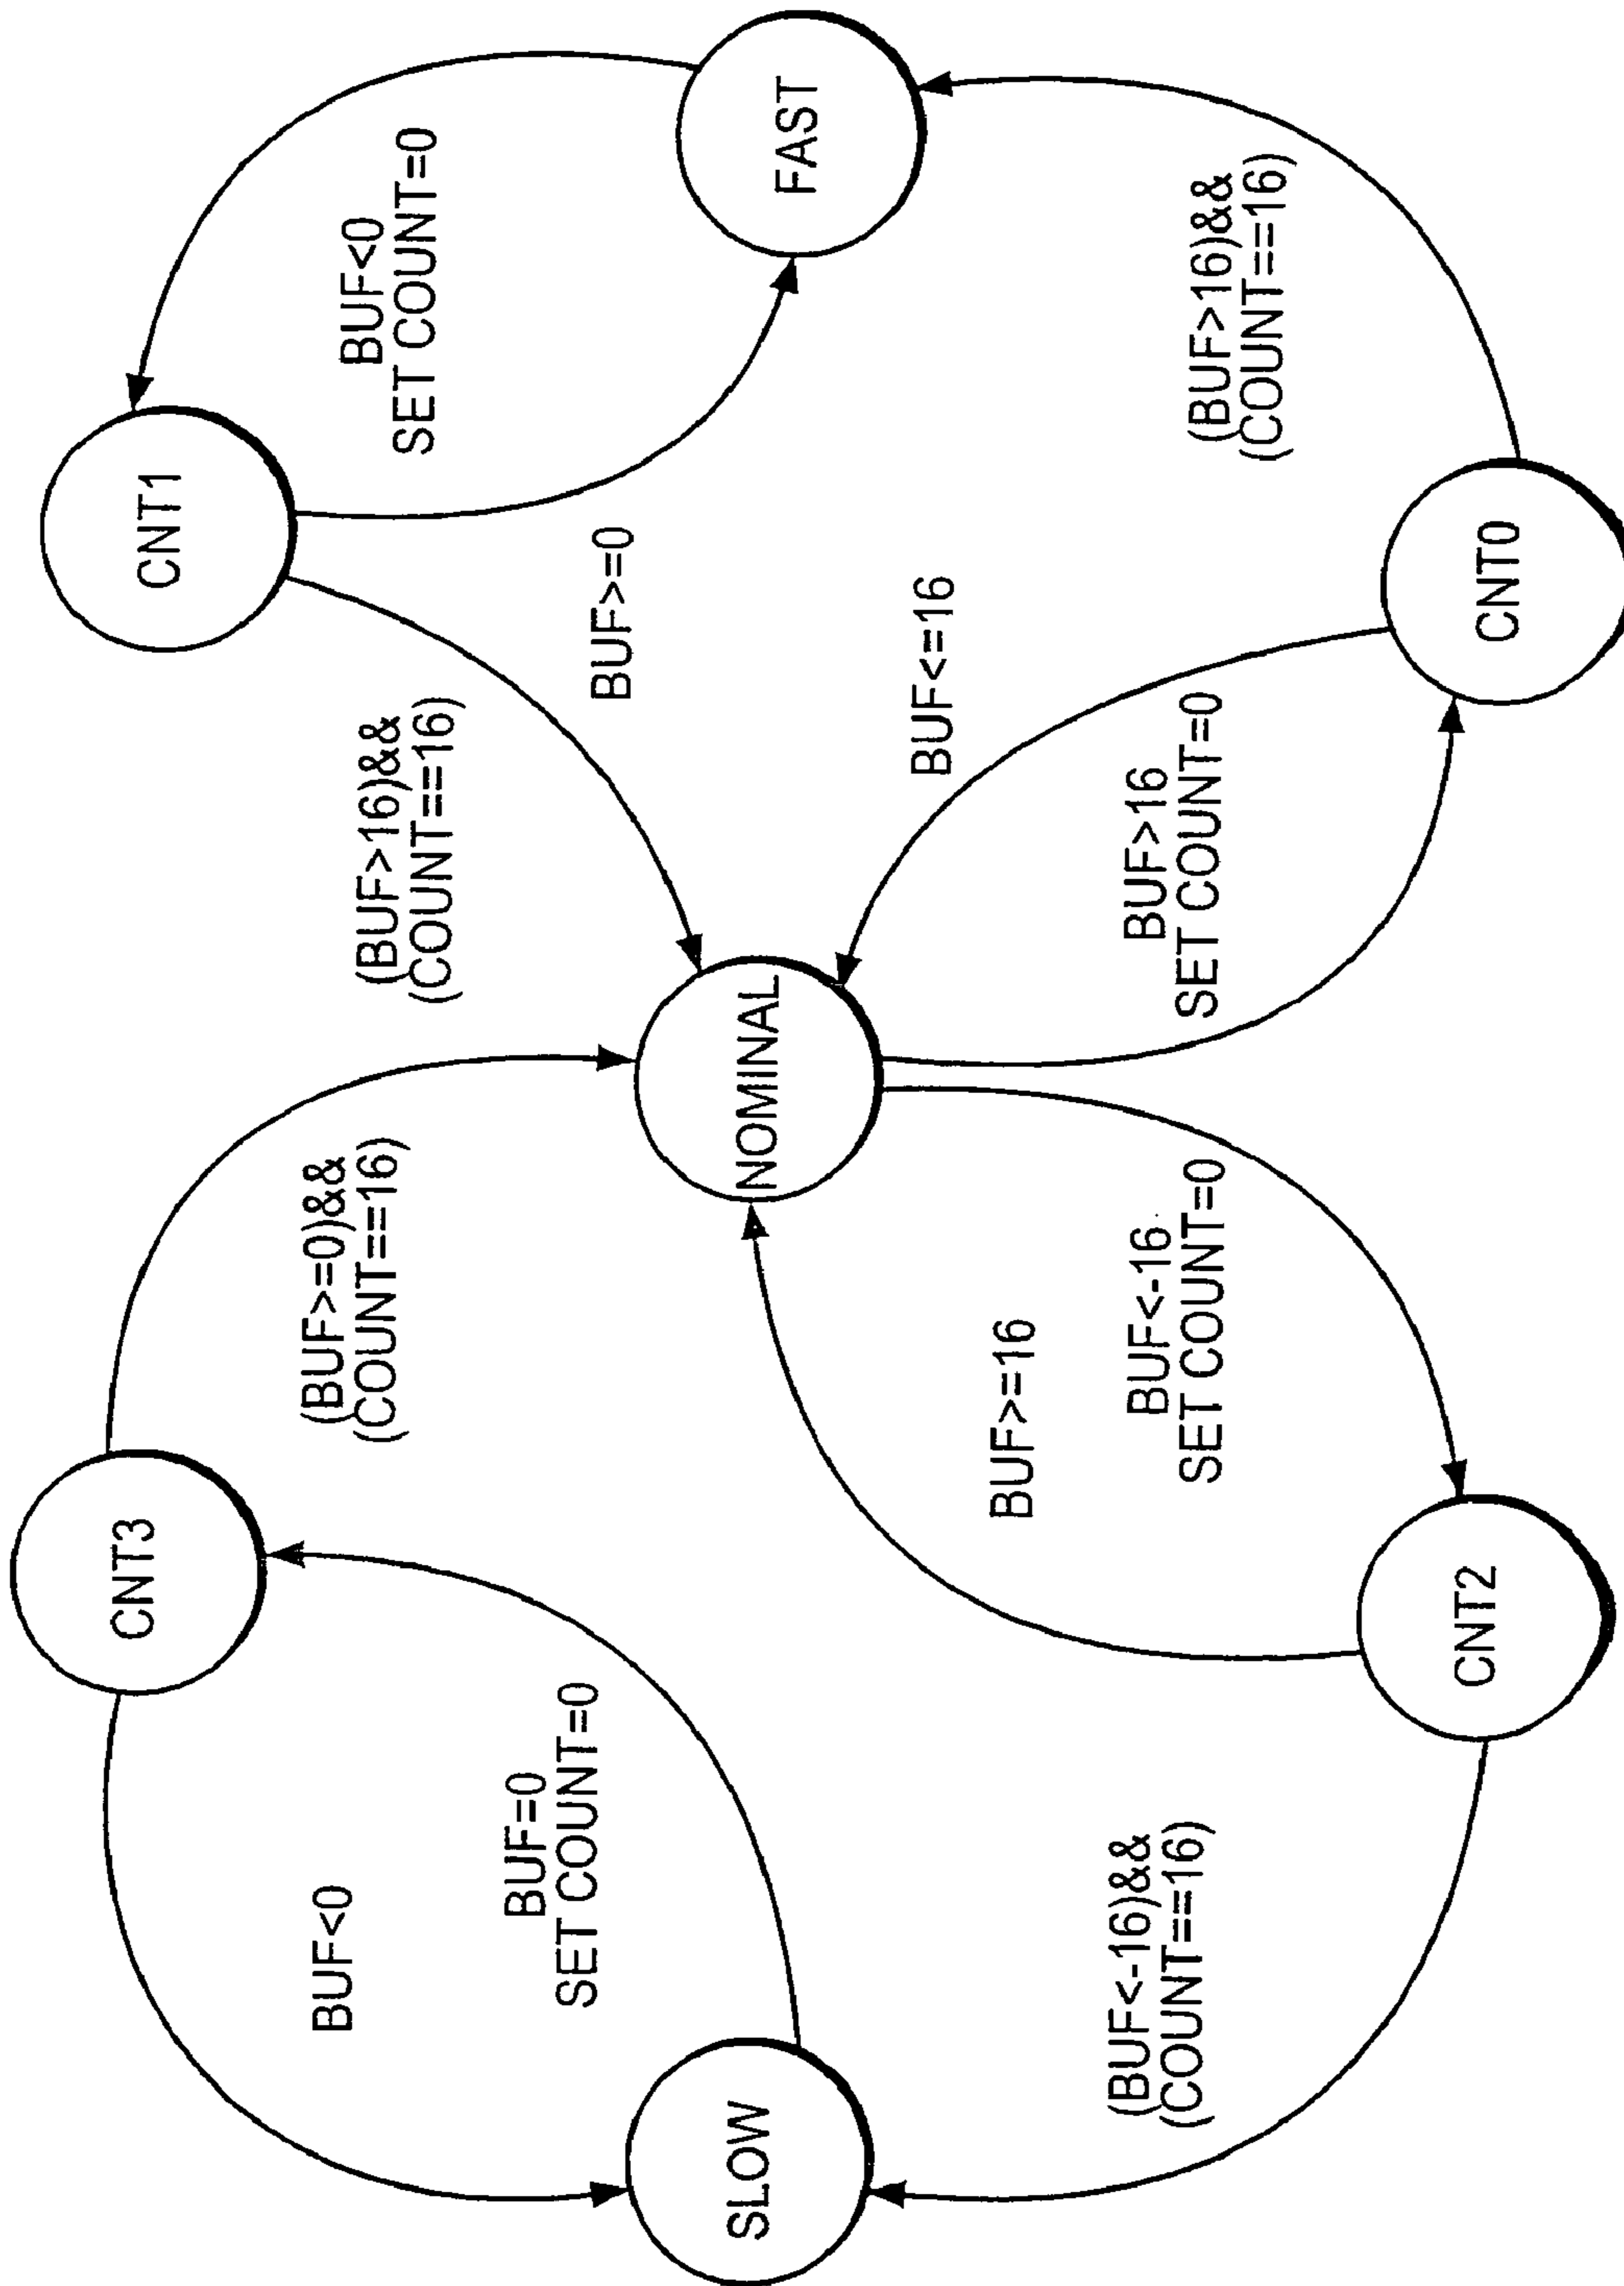 CNT3
CNT1
BUF<0
(BUF>=0)&&
(COUNT==16)
(BUF>16)&&
(COUNT==16)
BUF<0
SET COUNT=0
BUF=0
SET COUNT=0
BUF>=0
SLOW
NOMINAL
FAST
BUF>=16
BUF<=16
(BUF<-16)&&
(COUNT==16)
BUF<-16
SET COUNT=0
BUF>16
SET COUNT=0
(BUF>16)&&
(COUNT==16)
CNT2
CNT0